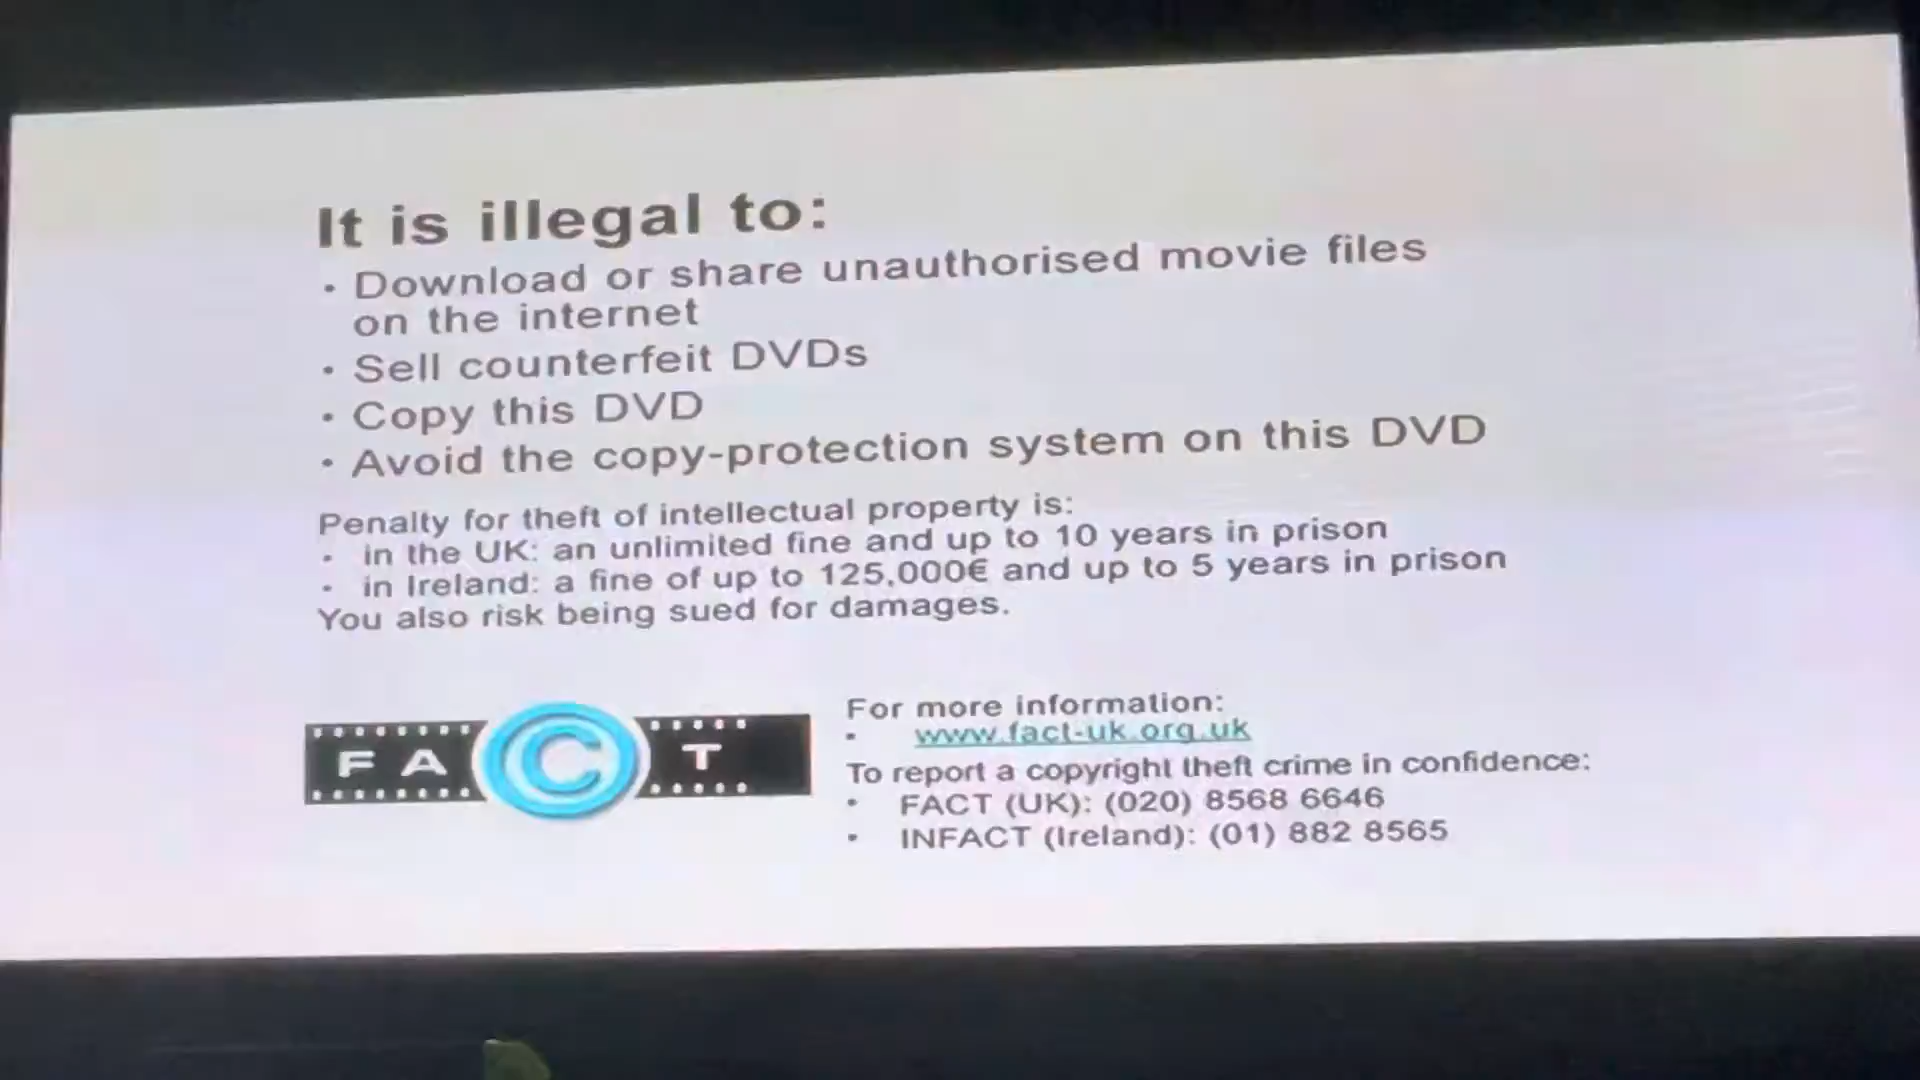 It is illegal to:
• Download or share unauthorised movie files
on the internet
• Sell counterfeit DVDs
• Copy this DVD
• Avoid the copy-protection system on this DVD
Penalty for theft of intellectual property is:
• in the UK: an unlimited fine and up to 10 years in prison
• in Ireland: a fine of up to 125,000€ and up to 5 years in prison
You also risk being sued for damages.
FA©T
For more information:
• www.fact-uk.org.uk
To report a copyright theft crime in confidence:
• FACT (UK): (020) 8568 6646
• INFACT (Ireland): (01) 882 8565